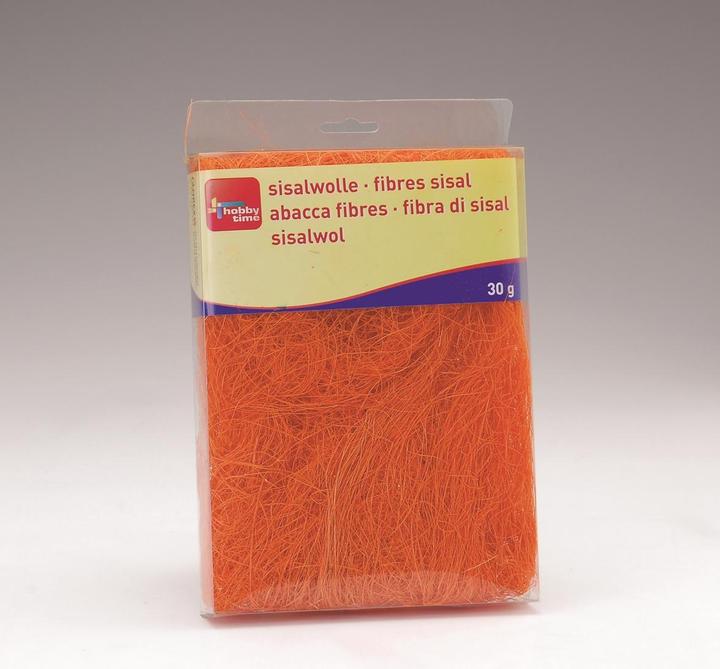 hobby
time
sisalwolle · fibres sisal
abacca fibres · fibra di sisal
sisalwol
30 g